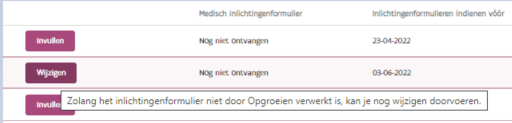 Medisch inlichtingenformulier Inlichtingenformulieren indienen vóór
Invullen Nog niet ontvangen 23-04-2022
Wijzigen Nog niet ontvangen 03-06-2022
Invullen
Zolang het inlichtingenformulier niet door Opgroeien verwerkt is, kan je nog wijzigen doorvoeren.